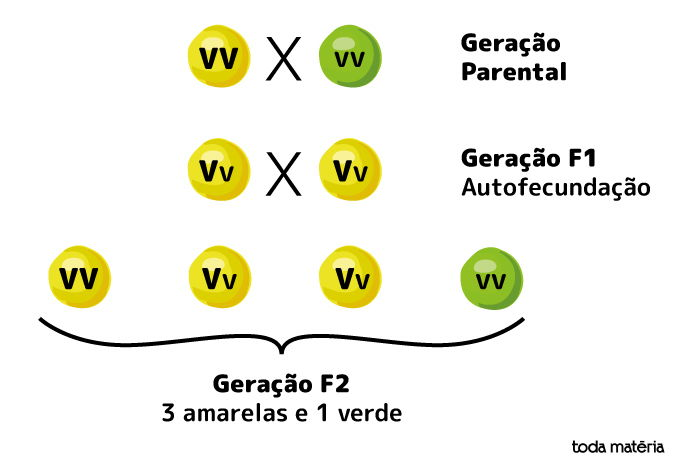 VV X vv
Geração
Parental
Vv X Vv
Geração F1
Autofecundação
VV Vv Vv vv
Geração F2
3 amarelas e 1 verde
toda matéria